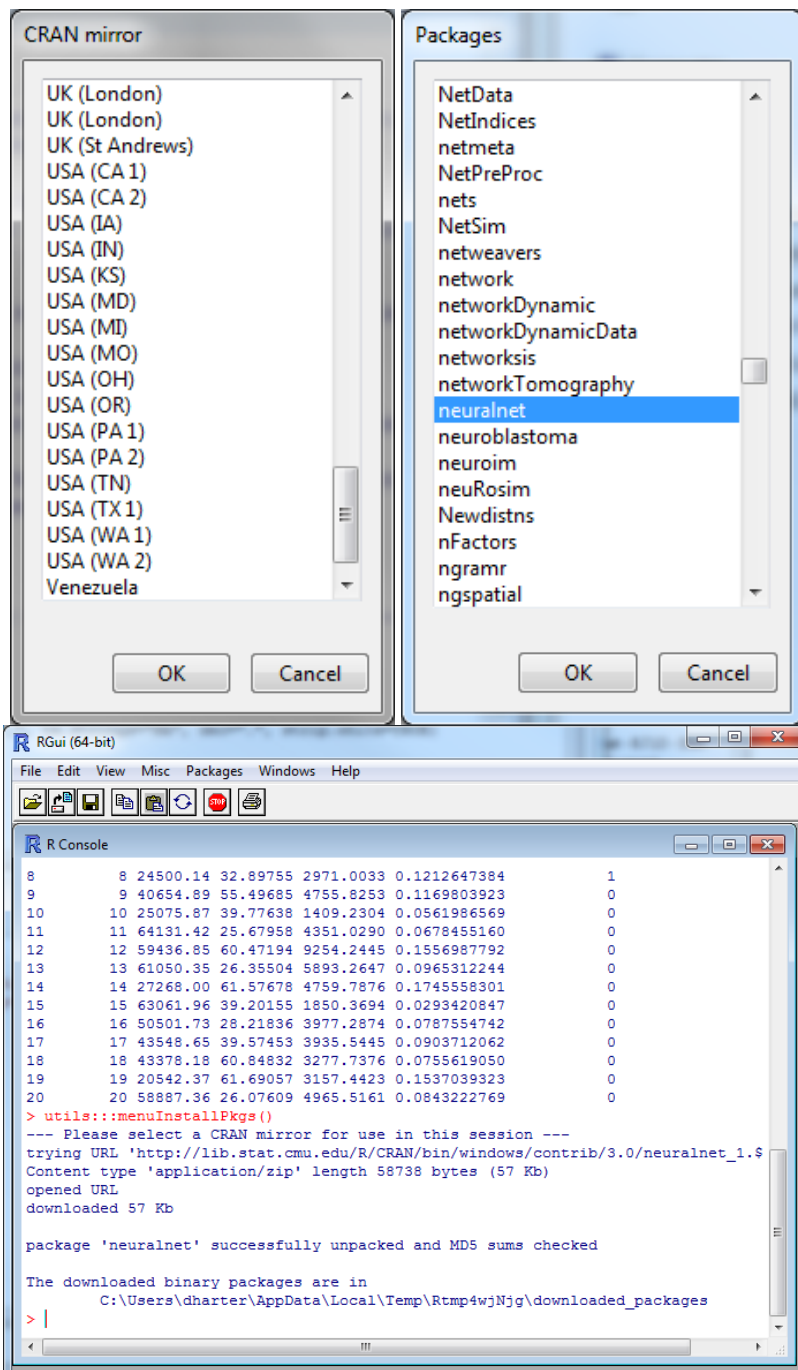 CRAN mirror
UK (London)
UK (London)
UK (St Andrews)
USA (CA 1)
USA (CA 2)
USA (IA)
USA (IN)
USA (KS)
USA (MD)
USA (MI)
USA (MO)
USA (OH)
USA (OR)
USA (PA 1)
USA (PA 2)
USA (TN)
USA (TX 1)
USA (WA 1)
USA (WA 2)
Venezuela
OK Cancel
Packages
NetData
NetIndices
netmeta
NetPreProc
nets
NetSim
netweavers
network
networkDynamic
networkDynamicData
networksis
networkTomography
neuralnet
neuroblastoma
neuroim
neuRosim
Newdistns
nFactors
ngramr
ngspatial
OK Cancel
RGui (64-bit)
File Edit View Misc Packages Windows Help
STOP
R Console
8 8 24500.14 32.89755 2971.0033 0.1212647384 1
9 9 40654.89 55.49685 4755.8253 0.1169803923 0
10 10 25075.87 39.77638 1409.2304 0.0561986569 0
11 11 64131.42 25.67958 4351.0290 0.0678455160 0
12 12 59436.85 60.47194 9254.2445 0.1556987792 0
13 13 61050.35 26.35504 5893.2647 0.0965312244 0
14 14 27268.00 61.57678 4759.7876 0.1745558301 0
15 15 63061.96 39.20155 1850.3694 0.0293420847 0
16 16 50501.73 28.21836 3977.2874 0.0787554742 0
17 17 43548.65 39.57453 3935.5445 0.0903712062 0
18 18 43378.18 60.84832 3277.7376 0.0755619050 0
19 19 20542.37 61.69057 3157.4423 0.1537039323 0
20 20 58887.36 26.07609 4965.5161 0.0843222769 0
> utils:::menuInstallPkgs()
--- Please select a CRAN mirror for use in this session ---
trying URL 'http://lib.stat.cmu.edu/R/CRAN/bin/windows/contrib/3.0/neuralnet_1.$
Content type 'application/zip' length 58738 bytes (57 Kb)
opened URL
downloaded 57 Kb
package 'neuralnet' successfully unpacked and MD5 sums checked
The downloaded binary packages are in
C:\Users\dharter\AppData\Local\Temp\Rtmp4wjNjg\downloaded_packages
>